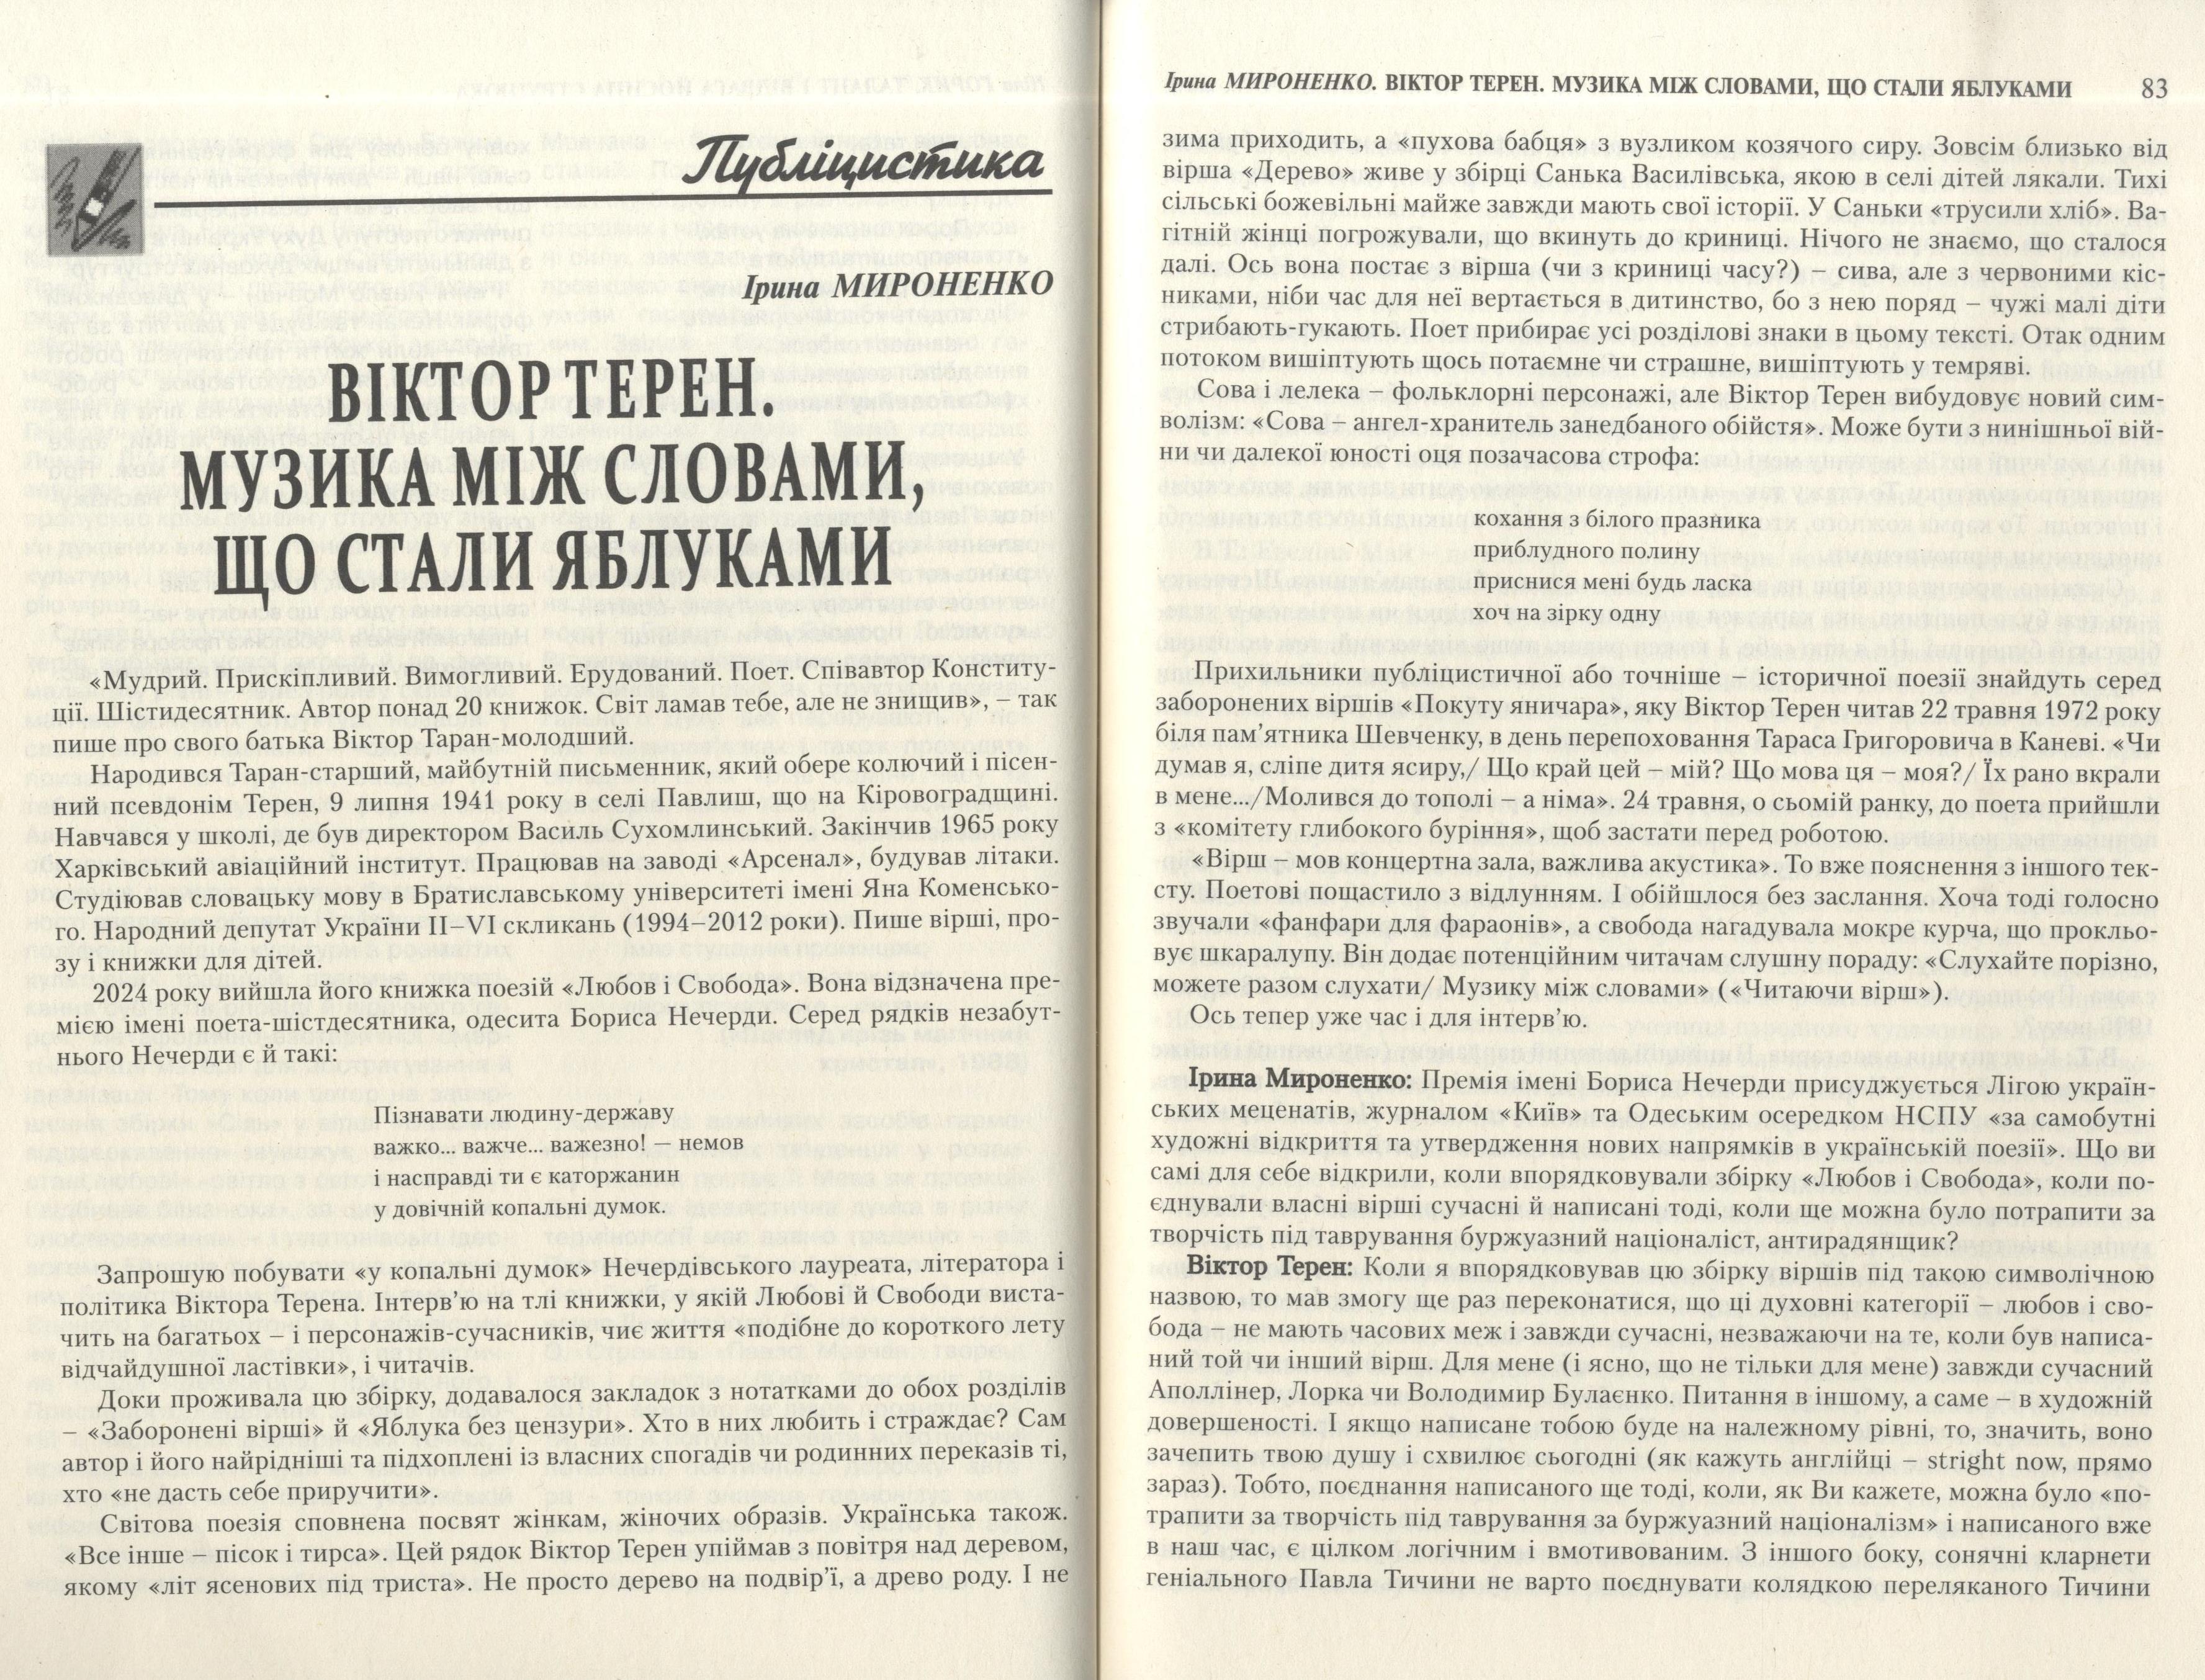 Публіцистика
Ірина МИРОНЕНКО
ВІКТОР ТЕРЕН.
МУЗИКА МІЖ СЛОВАМИ,
ЩО СТАЛИ ЯБЛУКАМИ
«Мудрий. Прискіпливий. Вимогливий. Ерудований. Поет. Співавтор Конститу-
ції. Шістидесятник. Автор понад 20 книжок. Світ ламав тебе, але не знищив», – так
пише про свого батька Віктор Таран-молодший.
Народився Таран-старший, майбутній письменник, який обере колючий і пісен-
ний псевдонім Терен, 9 липня 1941 року в селі Павлиш, що на Кіровоградщині.
Навчався у школі, де був директором Василь Сухомлинський. Закінчив 1965 року
Харківський авіаційний інститут. Працював на заводі «Арсенал», будував літаки.
Студіював словацьку мову в Братиславському університеті імені Яна Коменсько-
го. Народний депутат України II–VI скликань (1994–2012 роки). Пише вірші, про-
зу і книжки для дітей.
2024 року вийшла його книжка поезій «Любов і Свобода». Вона відзначена пре-
мією імені поета-шістдесятника, одесита Бориса Нечерди. Серед рядків незабут-
нього Нечерди є й такі:
Пізнавати людину-державу
важко... важче... важезно! — немов
і насправді ти є каторжанин
у довічній копальні думок.
Запрошую побувати «у копальні думок» Нечердівського лауреата, літератора і
політика Віктора Терена. Інтерв’ю на тлі книжки, у якій Любові й Свободи виста-
чить на багатьох – і персонажів-сучасників, чиє життя «подібне до короткого лету
відчайдушної ластівки», і читачів.
Доки проживала цю збірку, додавалося закладок з нотатками до обох розділів
– «Заборонені вірші» й «Яблука без цензури». Хто в них любить і страждає? Сам
автор і його найрідніші та підхоплені із власних спогадів чи родинних переказів ті,
хто «не дасть себе приручити».
Світова поезія сповнена посвят жінкам, жіночих образів. Українська також.
«Все інше – пісок і тирса». Цей рядок Віктор Терен упіймав з повітря над деревом,
якому «літ ясенових під триста». Не просто дерево на подвір’ї, а древо роду. І не
Ірина МИРОНЕНКО. ВІКТОР ТЕРЕН. МУЗИКА МІЖ СЛОВАМИ, ЩО СТАЛИ ЯБЛУКАМИ 83
зима приходить, а «пухова бабця» з вузликом козячого сиру. Зовсім близько від
вірша «Дерево» живе у збірці Санька Василівська, якою в селі дітей лякали. Тихі
сільські божевільні майже завжди мають свої історії. У Саньки «трусили хліб». Ва-
гітній жінці погрожували, що вкинуть до криниці. Нічого не знаємо, що сталося
далі. Ось вона постає з вірша (чи з криниці часу?) – сива, але з червоними кіс-
никами, ніби час для неї вертається в дитинство, бо з нею поряд – чужі малі діти
стрибають-гукають. Поет прибирає усі розділові знаки в цьому тексті. Отак одним
потоком вишіптують щось потаємне чи страшне, вишіптують у темряві.
Сова і лелека – фольклорні персонажі, але Віктор Терен вибудовує новий сим-
волізм: «Сова – ангел-хранитель занедбаного обійстя». Може бути з нинішньої вій-
ни чи далекої юності оця позачасова строфа:
кохання з білого празника
приблудного полину
приснися мені будь ласка
хоч на зірку одну
Прихильники публіцистичної або точніше – історичної поезії знайдуть серед
заборонених віршів «Покуту яничара», яку Віктор Терен читав 22 травня 1972 року
біля пам’ятника Шевченку, в день перепоховання Тараса Григоровича в Каневі. «Чи
думав я, сліпе дитя ясиру,/ Що край цей – мій? Що мова ця – моя?/ Їх рано вкрали
в мене.../Молився до тополі – а німа». 24 травня, о сьомій ранку, до поета прийшли
з «комітету глибокого буріння», щоб застати перед роботою.
«Вірш – мов концертна зала, важлива акустика». То вже пояснення з іншого тек-
сту. Поетові пощастило з відлунням. І обійшлося без заслання. Хоча тоді голосно
звучали «фанфари для фараонів», а свобода нагадувала мокре курча, що прокльо-
вує шкаралупу. Він додає потенційним читачам слушну пораду: «Слухайте порізно,
можете разом слухати/ Музику між словами» («Читаючи вірш»).
Ось тепер уже час і для інтерв’ю.
Ірина Мироненко: Премія імені Бориса Нечерди присуджується Лігою україн-
ських меценатів, журналом «Київ» та Одеським осередком НСПУ «за самобутні
художні відкриття та утвердження нових напрямків в українській поезії». Що ви
самі для себе відкрили, коли впорядковували збірку «Любов і Свобода», коли по-
єднували власні вірші сучасні й написані тоді, коли ще можна було потрапити за
творчість під таврування буржуазний націоналіст, антирадянщик?
Віктор Терен: Коли я впорядковував цю збірку віршів під такою символічною
назвою, то мав змогу ще раз переконатися, що ці духовні категорії – любов і сво-
бода – не мають часових меж і завжди сучасні, незважаючи на те, коли був написа-
ний той чи інший вірш. Для мене (і ясно, що не тільки для мене) завжди сучасний
Аполлінер, Лорка чи Володимир Булаєнко. Питання в іншому, а саме – в художній
довершеності. І якщо написане тобою буде на належному рівні, то, значить, воно
зачепить твою душу і схвилює сьогодні (як кажуть англійці – stright now, прямо
зараз). Тобто, поєднання написаного ще тоді, коли, як Ви кажете, можна було «по-
трапити за творчість під таврування за буржуазний націоналізм» і написаного вже
в наш час, є цілком логічним і вмотивованим. З іншого боку, сонячні кларнети
геніального Павла Тичини не варто поєднувати колядкою переляканого Тичини